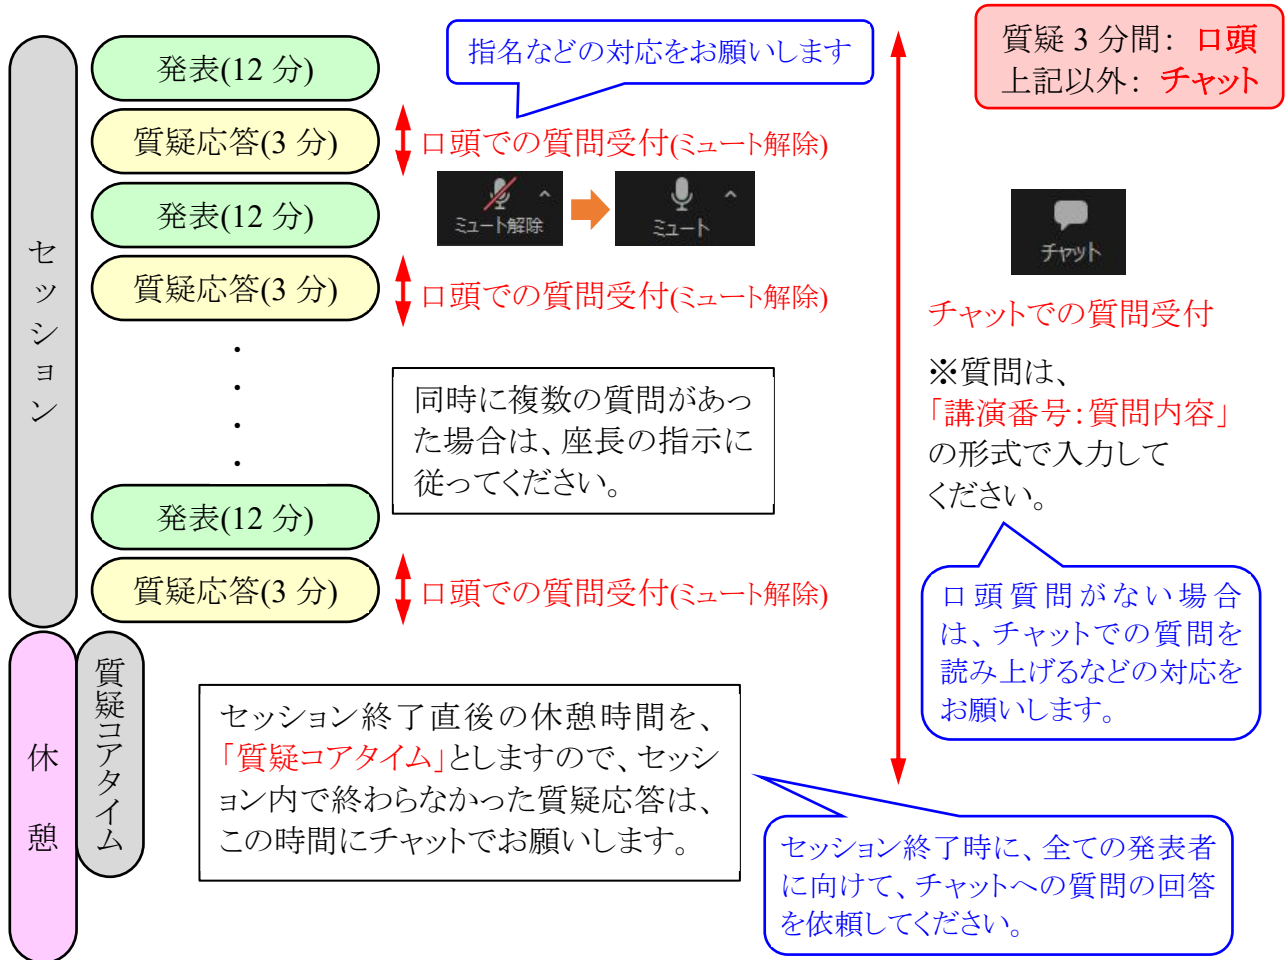 質疑 3 分間： 口頭
上記以外： チャット
指名などの対応をお願いします
セッション
発表(12 分)
質疑応答(3 分)
口頭での質問受付(ミュート解除)
ミュート解除
ミュート
発表(12 分)
質疑応答(3 分)
口頭での質問受付(ミュート解除)
・
・
・
・
同時に複数の質問があっ
た場合は、座長の指示に
従ってください。
発表(12 分)
質疑応答(3 分)
口頭での質問受付(ミュート解除)
チャット
チャットでの質問受付
※質問は、
「講演番号：質問内容」
の形式で入力して
ください。
口頭質問がない場合
は、チャットでの質問を
読み上げるなどの対応を
お願いします。
休憩
質疑コアタイム
セッション終了直後の休憩時間を、
「質疑コアタイム」としますので、セッシ
ョン内で終わらなかった質疑応答は、
この時間にチャットでお願いします。
セッション終了時に、全ての発表者
に向けて、チャットへの質問の回答
を依頼してください。